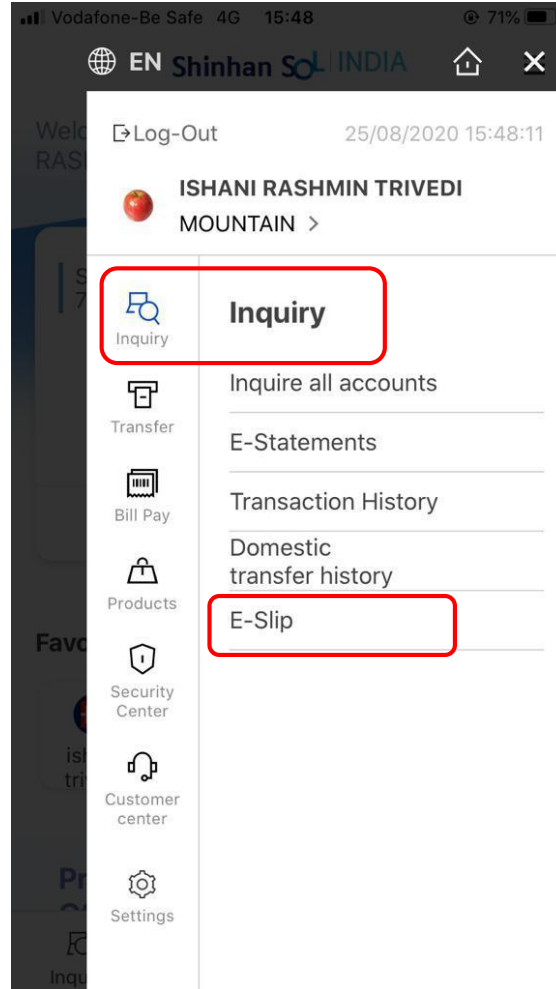 Vodafone-Be Safe 4G 15:48 71%
EN Shinhan SOL INDIA
Log-Out 25/08/2020 15:48:11
ISHANI RASHMIN TRIVEDI
MOUNTAIN >
Inquiry
Inquiry
Inquire all accounts
Transfer
E-Statements
Bill Pay
Transaction History
Domestic
transfer history
Products
E-Slip
Security
Center
Customer
center
Settings